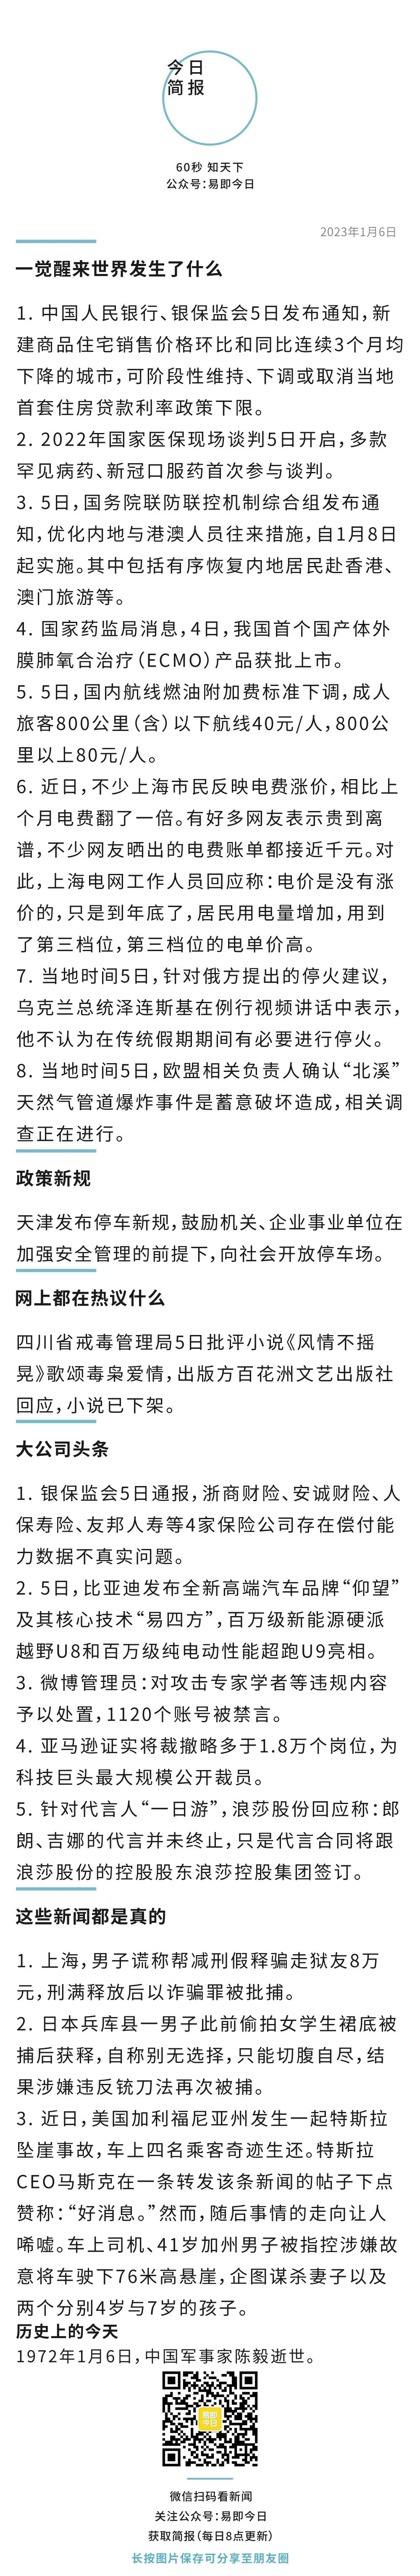 今日
简报
60秒 知天下
公众号：易即今日
2023年1月6日
一觉醒来世界发生了什么
1. 中国人民银行、银保监会5日发布通知，新
建商品住宅销售价格环比和同比连续3个月均
下降的城市，可阶段性维持、下调或取消当地
首套住房贷款利率政策下限。
2. 2022年国家医保现场谈判5日开启，多款
罕见病药、新冠口服药首次参与谈判。
3. 5日，国务院联防联控机制综合组发布通
知，优化内地与港澳人员往来措施，自1月8日
起实施。其中包括有序恢复内地居民赴香港、
澳门旅游等。
4. 国家药监局消息，4日，我国首个国产体外
膜肺氧合治疗（ECMO）产品获批上市。
5. 5日，国内航线燃油附加费标准下调，成人
旅客800公里（含）以下航线40元/人，800公
里以上80元/人。
6. 近日，不少上海市民反映电费涨价，相比上
个月电费翻了一倍。有好多网友表示贵到离
谱，不少网友晒出的电费账单都接近千元。对
此，上海电网工作人员回应称：电价是没有涨
价的，只是到年底了，居民用电量增加，用到
了第三档位，第三档位的电单价高。
7. 当地时间5日，针对俄方提出的停火建议，
乌克兰总统泽连斯基在例行视频讲话中表示，
他不认为在传统假期期间有必要进行停火。
8. 当地时间5日，欧盟相关负责人确认“北溪”
天然气管道爆炸事件是蓄意破坏造成，相关调
查正在进行。
政策新规
天津发布停车新规，鼓励机关、企业事业单位在
加强安全管理的前提下，向社会开放停车场。
网上都在热议什么
四川省戒毒管理局5日批评小说《风情不摇
晃》歌颂毒枭爱情，出版方百花洲文艺出版社
回应，小说已下架。
大公司头条
1. 银保监会5日通报，浙商财险、安诚财险、人
保寿险、友邦人寿等4家保险公司存在偿付能
力数据不真实问题。
2. 5日，比亚迪发布全新高端汽车品牌“仰望”
及其核心技术“易四方”，百万级新能源硬派
越野U8和百万级纯电动性能超跑U9亮相。
3. 微博管理员：对攻击专家学者等违规内容
予以处置，1120个账号被禁言。
4. 亚马逊证实将裁撤略多于1.8万个岗位，为
科技巨头最大规模公开裁员。
5. 针对代言人“一日游”，浪莎股份回应称：郎
朗、吉娜的代言并未终止，只是代言合同将跟
浪莎股份的控股股东浪莎控股集团签订。
这些新闻都是真的
1. 上海，男子谎称帮减刑假释骗走狱友8万
元，刑满释放后以诈骗罪被批捕。
2. 日本兵库县一男子此前偷拍女学生裙底被
捕后获释，自称别无选择，只能切腹自尽，结
果涉嫌违反铳刀法再次被捕。
3. 近日，美国加利福尼亚州发生一起特斯拉
坠崖事故，车上四名乘客奇迹生还。特斯拉
CEO马斯克在一条转发该条新闻的帖子下点
赞称：“好消息。”然而，随后事情的走向让人
唏嘘。车上司机、41岁加州男子被指控涉嫌故
意将车驶下76米高悬崖，企图谋杀妻子以及
两个分别4岁与7岁的孩子。
历史上的今天
1972年1月6日，中国军事家陈毅逝世。
易即
今日
微信扫码看新闻
关注公众号：易即今日
获取简报（每日8点更新）
长按图片保存可分享至朋友圈